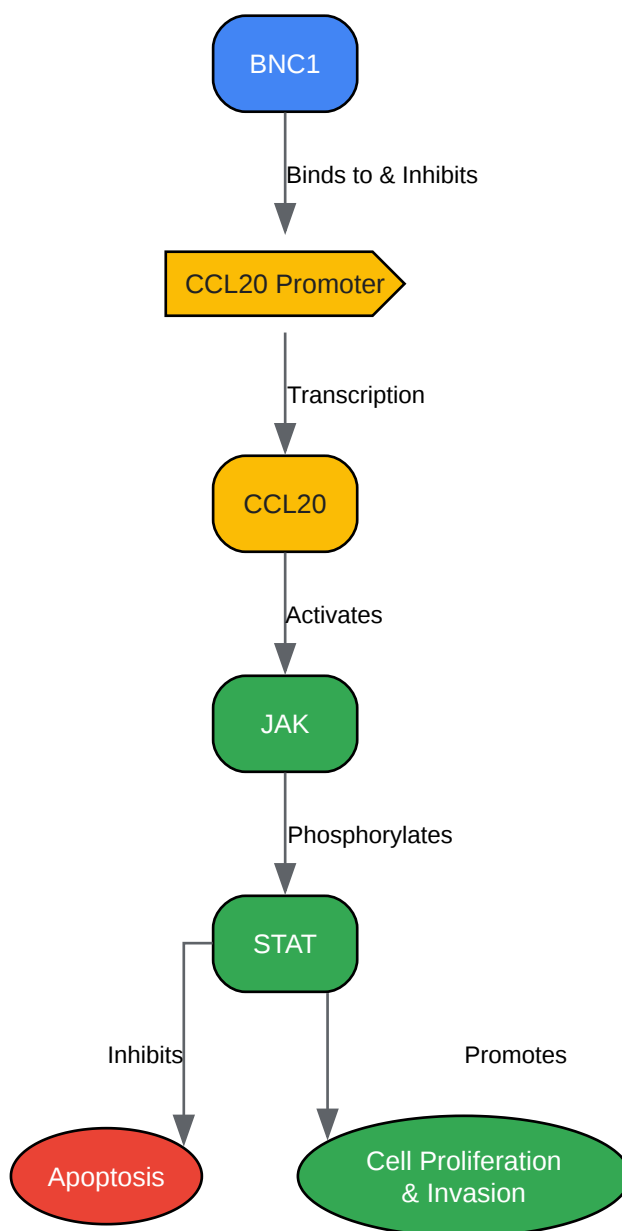 BNC1
Binds to & Inhibits
CCL20 Promoter
Transcription
CCL20
Activates
JAK
Phosphorylates
STAT
Inhibits
Promotes
Apoptosis
Cell Proliferation
& Invasion